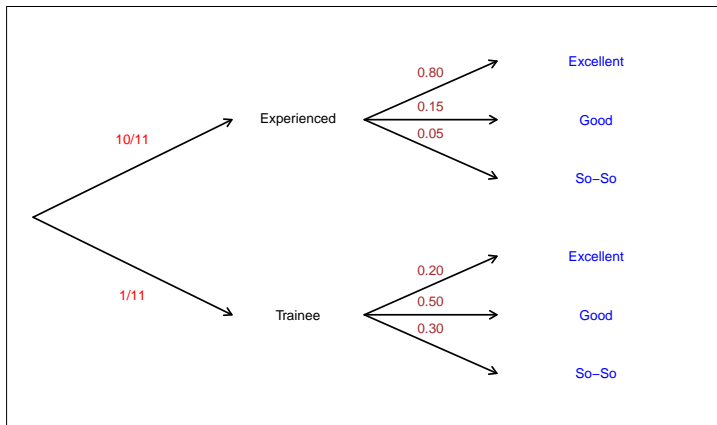 Excellent
0.80
0.15
Experienced
Good
0.05
10/11
So–So
Excellent
0.20
1/11
0.50
Trainee
Good
0.30
So–So